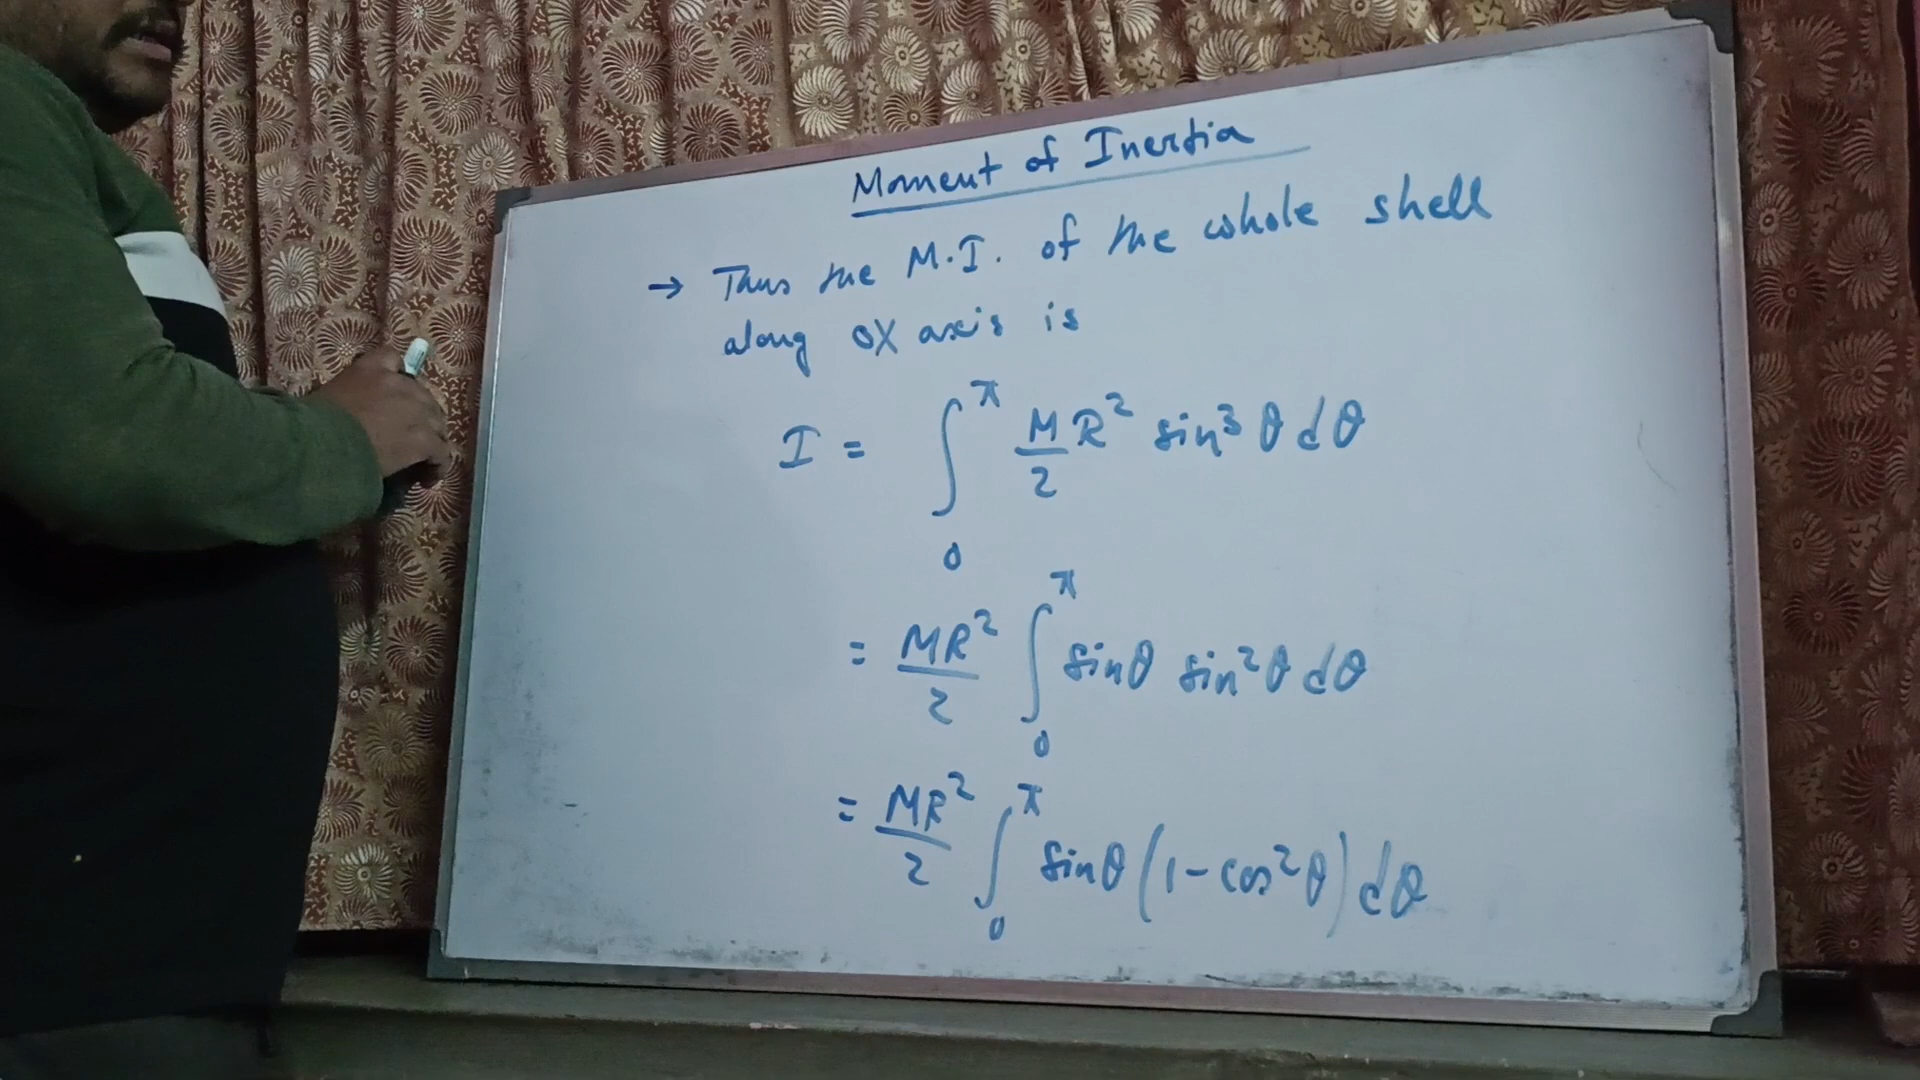 Moment of Inertia
→ Thus the M.I. of the whole shell
along OX axis is
I = ∫₀^π M/2 R² sin³ θ dθ
= MR²/2 ∫₀^π sinθ sin²θ dθ
= MR²/2 ∫₀^π sinθ (1 - cos²θ) dθ